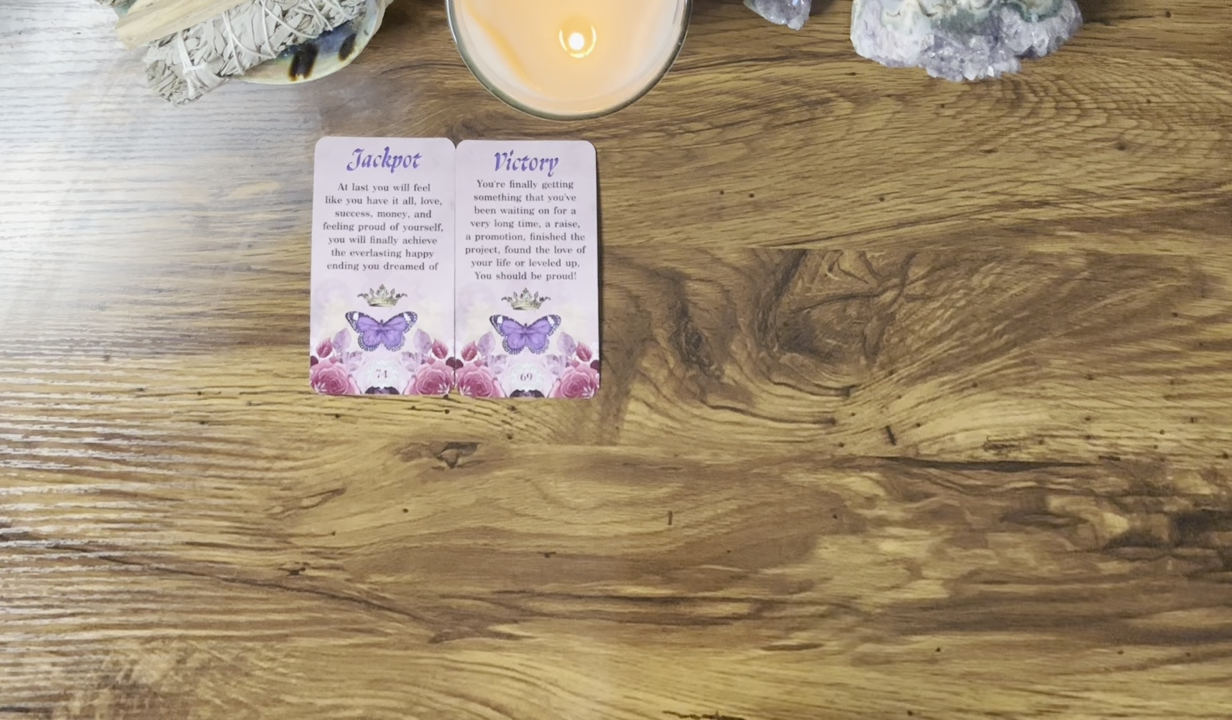 Jackpot
At last you will feel
like you have it all, love,
success, money, and
feeling proud of yourself,
you will finally achieve
the everlasting happy
ending you dreamed of
74
Victory
You're finally getting
something that you've
been waiting on for a
very long time, a raise,
a promotion, finished the
project, found the love of
your life or leveled up.
You should be proud!
69